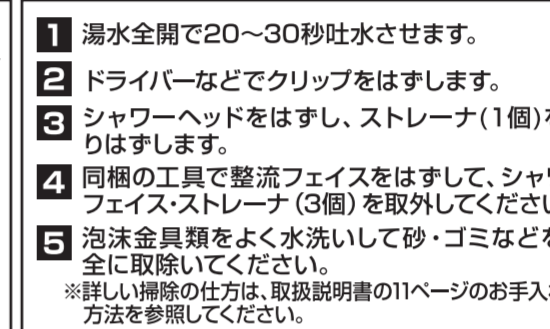 1 湯水全開で20～30秒吐水させます。
2 ドライバーなどでクリップをはずします。
3 シャワーヘッドをはずし、ストレーナ(1個)
りはずします。
4 同梱の工具で整流フェイスをはずして、シャ
フェイス・ストレーナ(3個)を取外してくださ
5 泡沫金具類をよく水洗いして砂・ゴミなど
全に取除いてください。
※詳しい掃除の仕方は、取扱説明書の11ページのお手入
方法を参照してください。